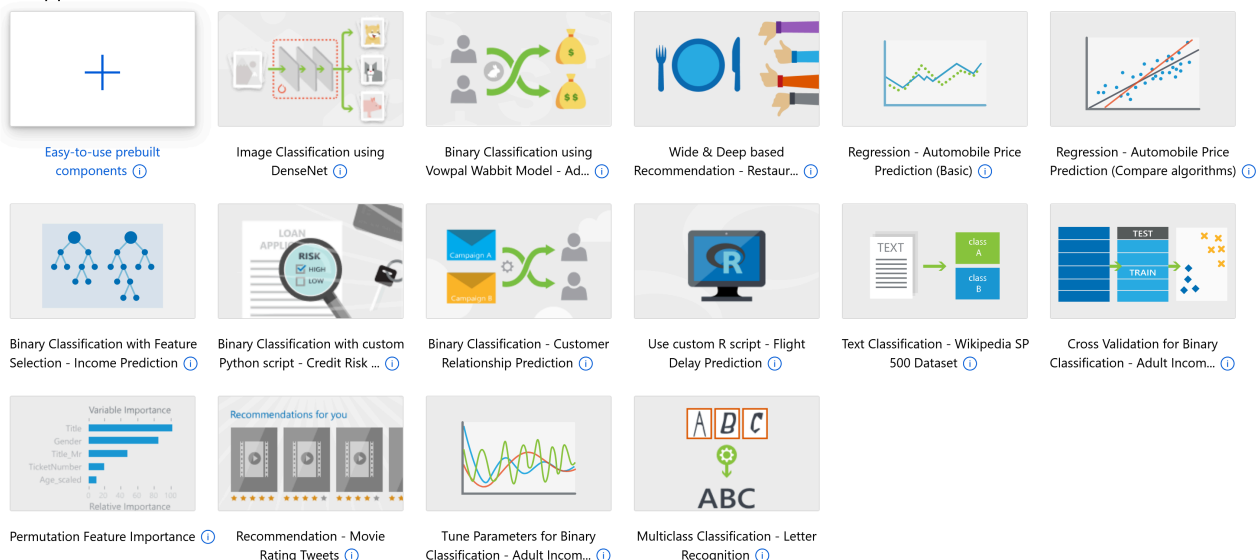 Easy-to-use prebuilt
components
Image Classification using
DenseNet
Binary Classification using
Vowpal Wabbit Model - Ad...
Wide & Deep based
Recommendation - Restaur...
Regression - Automobile Price
Prediction (Basic)
Regression - Automobile Price
Prediction (Compare algorithms)
LOAN
APPLIC
RISK
HIGH
LOW
Campaign A
Campaign B
R
TEXT
class
A
class
B
TEST
TRAIN
Binary Classification with Feature
Selection - Income Prediction
Binary Classification with custom
Python script - Credit Risk ...
Binary Classification - Customer
Relationship Prediction
Use custom R script - Flight
Delay Prediction
Text Classification - Wikipedia SP
500 Dataset
Cross Validation for Binary
Classification - Adult Incom...
Variable Importance
Title
Gender
Title_Mr
TicketNumber
Age_scaled
0 20 40 60 80 100
Relative Importance
Recommendations for you
A B C
ABC
Permutation Feature Importance
Recommendation - Movie
Rating Tweets
Tune Parameters for Binary
Classification - Adult Incom...
Multiclass Classification - Letter
Recognition